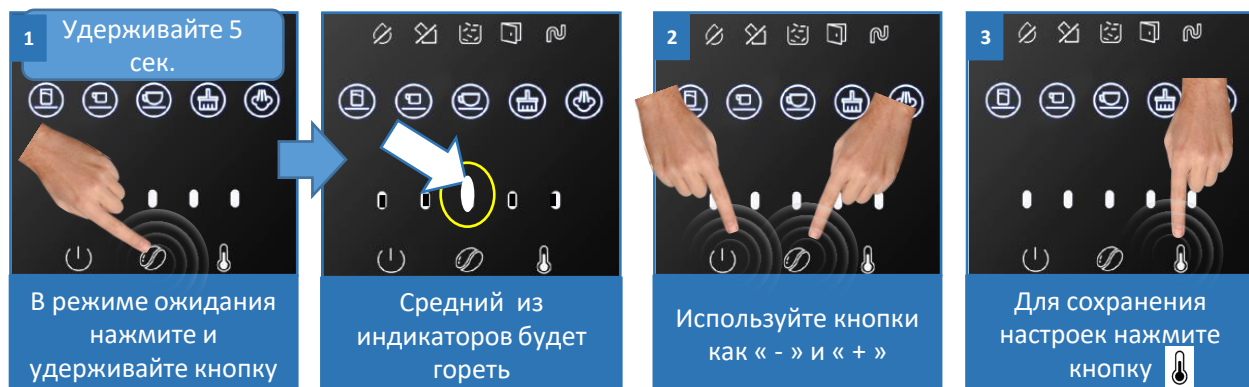 1
Удерживайте 5
сек.
В режиме ожидания
нажмите и
удерживайте кнопку
Средний из
индикаторов будет
гореть
2
Используйте кнопки
как « - » и « + »
3
Для сохранения
настроек нажмите
кнопку